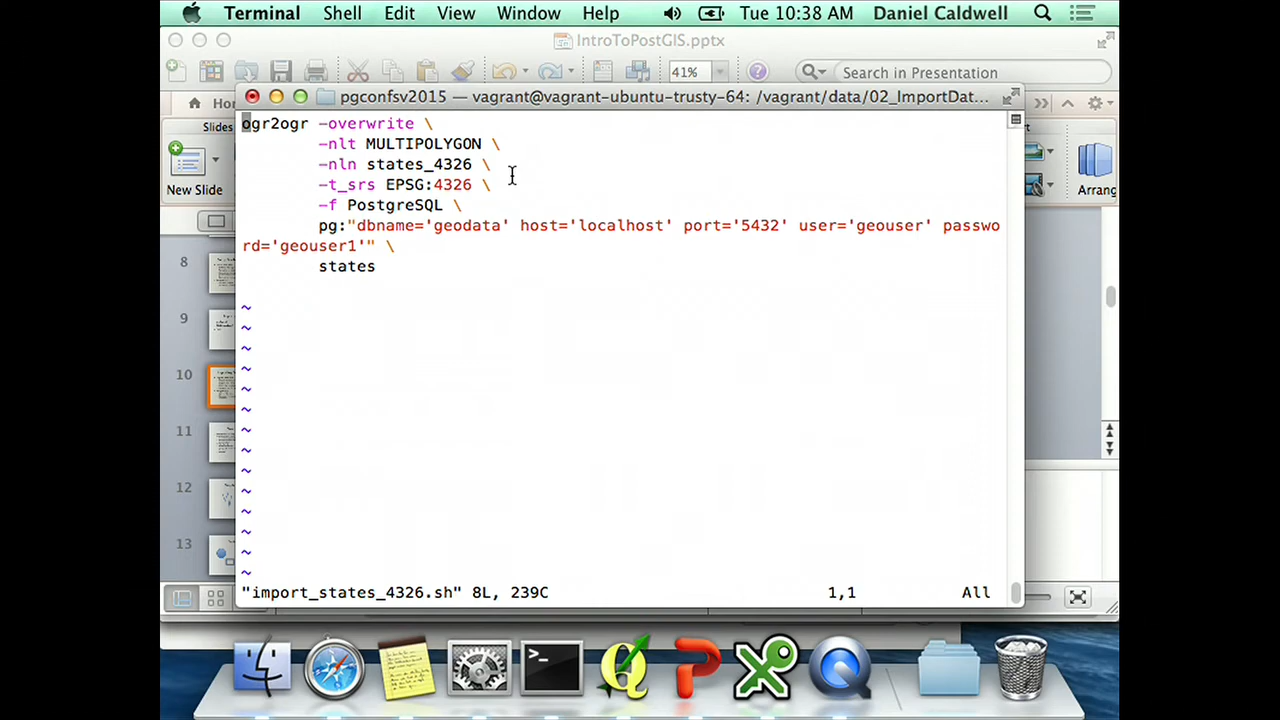 Terminal Shell Edit View Window Help Tue 10:38 AM Daniel Caldwell
IntroToPostGIS.pptx
41% Search in Presentation
pgconfsv2015 — vagrant@vagrant-ubuntu-trusty-64: /vagrant/data/02_ImportDat...
Slides
New Slide
Arrang
8
9
10
11
12
13
ogr2ogr -overwrite \
-nlt MULTIPOLYGON \
-nln states_4326 \
-t_srs EPSG:4326 \
-f PostgreSQL \
pg:"dbname='geodata' host='localhost' port='5432' user='geouser' passwo
rd='geouser1'" \
states
~
~
~
~
~
~
~
~
~
~
~
~
~
~
"import_states_4326.sh" 8L, 239C 1,1 All